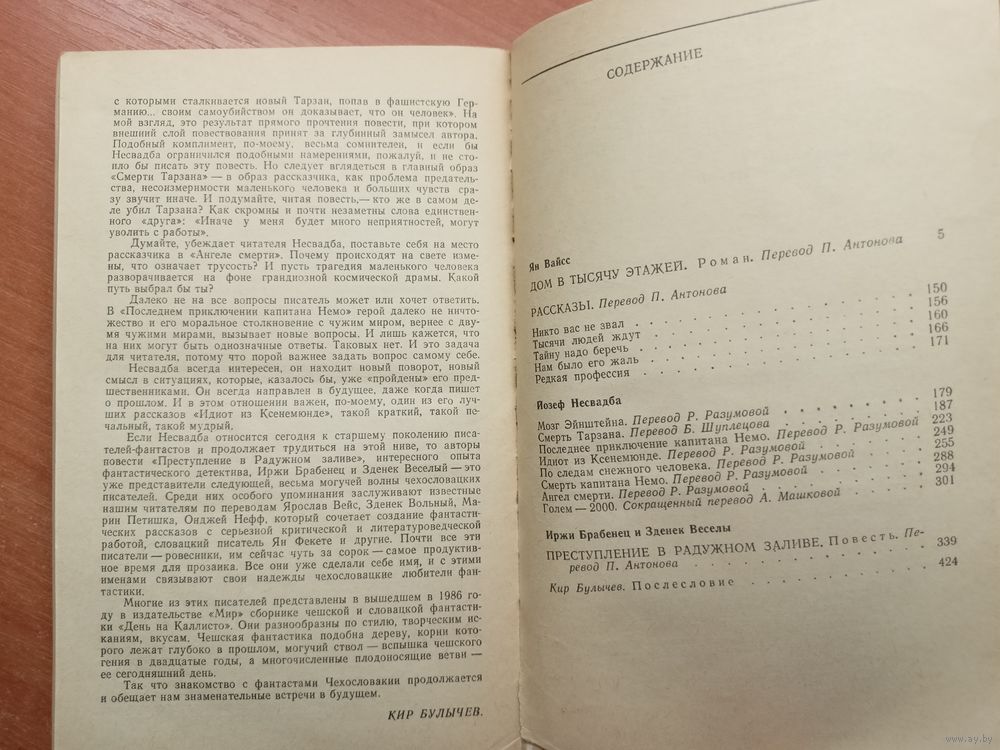 с которыми сталкивается новый Тарзан, попав в фашистскую Гер-
манию... своим самоубийством он доказывает, что он человек». На
мой взгляд, это результат прямого прочтения повести, при котором
внешний слой повествования принят за глубинный замысел автора.
Подобный комплимент, по-моему, весьма сомнителен, и если бы
Несвадба ограничился подобными намерениями, пожалуй, и не сто-
ило бы писать эту повесть. Но следует вглядеться в главный образ
«Смерти Тарзана» — в образ рассказчика, как проблема предатель-
ства, несоизмеримости маленького человека и больших чувств сра-
зу звучит иначе. И подумайте, читая повесть,— кто же в самом де-
ле убил Тарзана? Как скромны и почти незаметны слова единствен-
ного «друга»: «Иначе у меня будет много неприятностей, могут
уволить с работы».
Думайте, убеждает читателя Несвадба, поставьте себя на место
рассказчика в «Ангеле смерти». Почему происходят на свете изме-
ны, что означает трусость? И пусть трагедия маленького человека
разворачивается на фоне грандиозной космической драмы. Какой
путь выбрал бы ты?
Далеко не на все вопросы писатель может или хочет ответить.
В «Последнем приключении капитана Немо» герой далеко не ни-
чтожество и его моральное столкновение с чужим миром, вернее с дву-
мя чужими мирами, вызывает новые вопросы. И лишь кажется, что
на них могут быть однозначные ответы. Таковых нет. И это задача
для читателя, потому что порой важнее задать вопрос самому себе.
Несвадба всегда интересен, он находит новый поворот, новый
смысл в ситуациях, которые, казалось бы, уже «пройдены» его пред-
шественниками. Он всегда направлен в будущее, даже когда пишет
о прошлом. И в этом отношении важен, по-моему, один из его луч-
ших рассказов «Идиот из Ксенемюнде», такой краткий, такой пе-
чальный, такой мудрый.
Если Несвадба относится сегодня к старшему поколению писа-
телей-фантастов и продолжает трудиться на этой ниве, то авторы
повести «Преступление в Радужном заливе», интересного опыта
фантастического детектива, Иржи Брабенец и Зденек Веселый — это
уже представители следующей, весьма могучей волны чехословацких
писателей. Среди них особого упоминания заслуживают известные
нашим читателям по переводам Ярослав Вейс, Зденек Вольный, Ма-
рин Петишка, Онджей Нефф, который сочетает создание фантасти-
ческих рассказов с серьезной критической и литературоведческой
работой, словацкий писатель Ян Фекете и другие. Почти все эти
писатели — ровесники, им сейчас чуть за сорок — самое продуктив-
ное время для прозаика. Все они уже сделали себе имя, и с этими
именами связывают свои надежды чехословацкие любители фан-
тастики.
Многие из этих писателей представлены в вышедшем в 1986 го-
ду в издательстве «Мир» сборнике чешской и словацкой фантасти-
ки «День на Каллисто». Они разнообразны по стилю, творческим ис-
каниям, вкусам. Чешская фантастика подобна дереву, корни кото-
рого лежат глубоко в прошлом, могучий ствол — вспышка чешского
гения в двадцатые годы, а многочисленные плодоносящие ветви —
ее сегодняшний день.
Так что знакомство с фантастами Чехословакии продолжается
и обещает нам знаменательные встречи в будущем.
КИР БУЛЫЧЕВ.
СОДЕРЖАНИЕ
Ян Вайсс
ДОМ В ТЫСЯЧУ ЭТАЖЕЙ. Роман. Перевод П. Антонова 5
РАССКАЗЫ. Перевод П. Антонова
Никто вас не звал . . . . 150
Тысячи людей ждут . . . . 156
Тайну надо беречь . . . . 160
Нам было его жаль . . . . 166
Редкая профессия . . . . 171
Йозеф Несвадба
Мозг Эйнштейна. Перевод Р. Разумовой . . . . 179
Смерть Тарзана. Перевод Б. Шуплецова . . . . 187
Последнее приключение капитана Немо. Перевод Р. Разумовой 223
Идиот из Ксенемюнде. Перевод Р. Разумовой . . . . 249
По следам снежного человека. Перевод Р. Разумовой . . . . 255
Смерть капитана Немо. Перевод Р. Разумовой . . . . 288
Ангел смерти. Перевод Р. Разумовой . . . . 294
Голем — 2000. Сокращенный перевод А. Машковой . . . . 301
Иржи Брабенец и Зденек Веселы
ПРЕСТУПЛЕНИЕ В РАДУЖНОМ ЗАЛИВЕ. Повесть. Пе-
ревод П. Антонова . . . . 339
Кир Булычев. Послесловие . . . . 424
www.ay.by